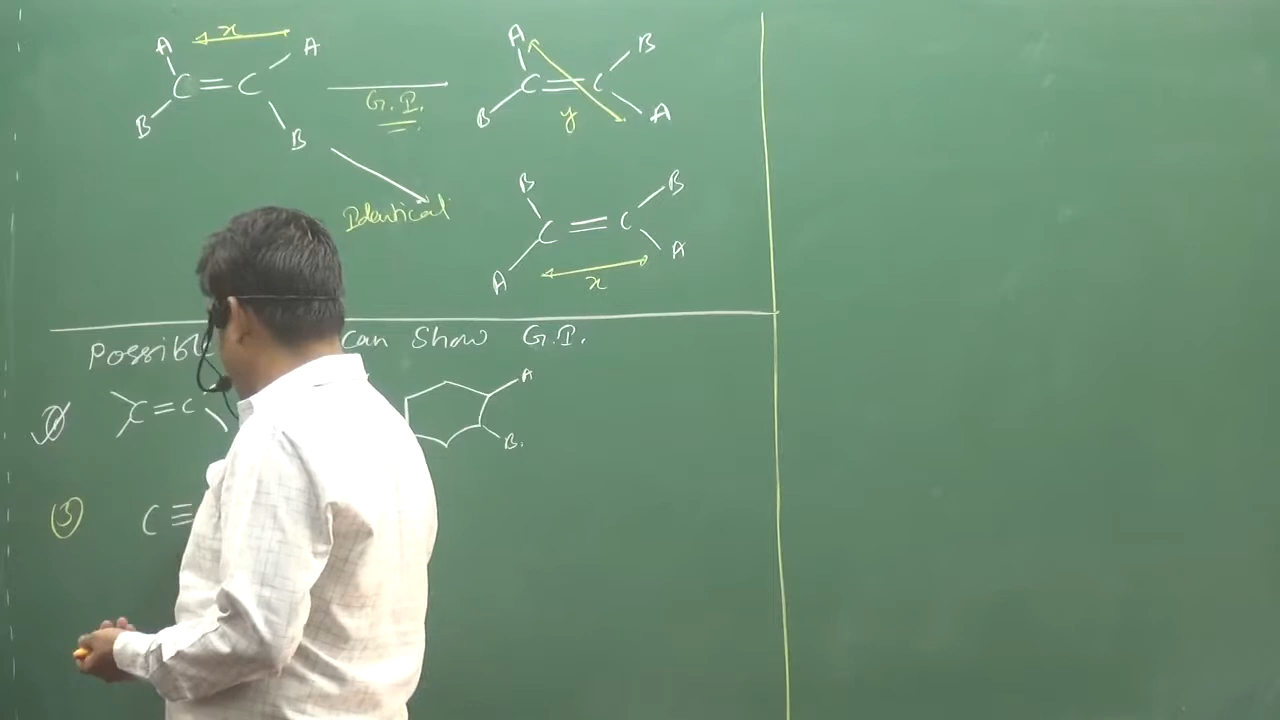 A x A A B
C=C C=C
B B G.I. B y A
B B
Identical C=C
A x A
Possibl can Show G.I.
C=C A
B.
③ C≡